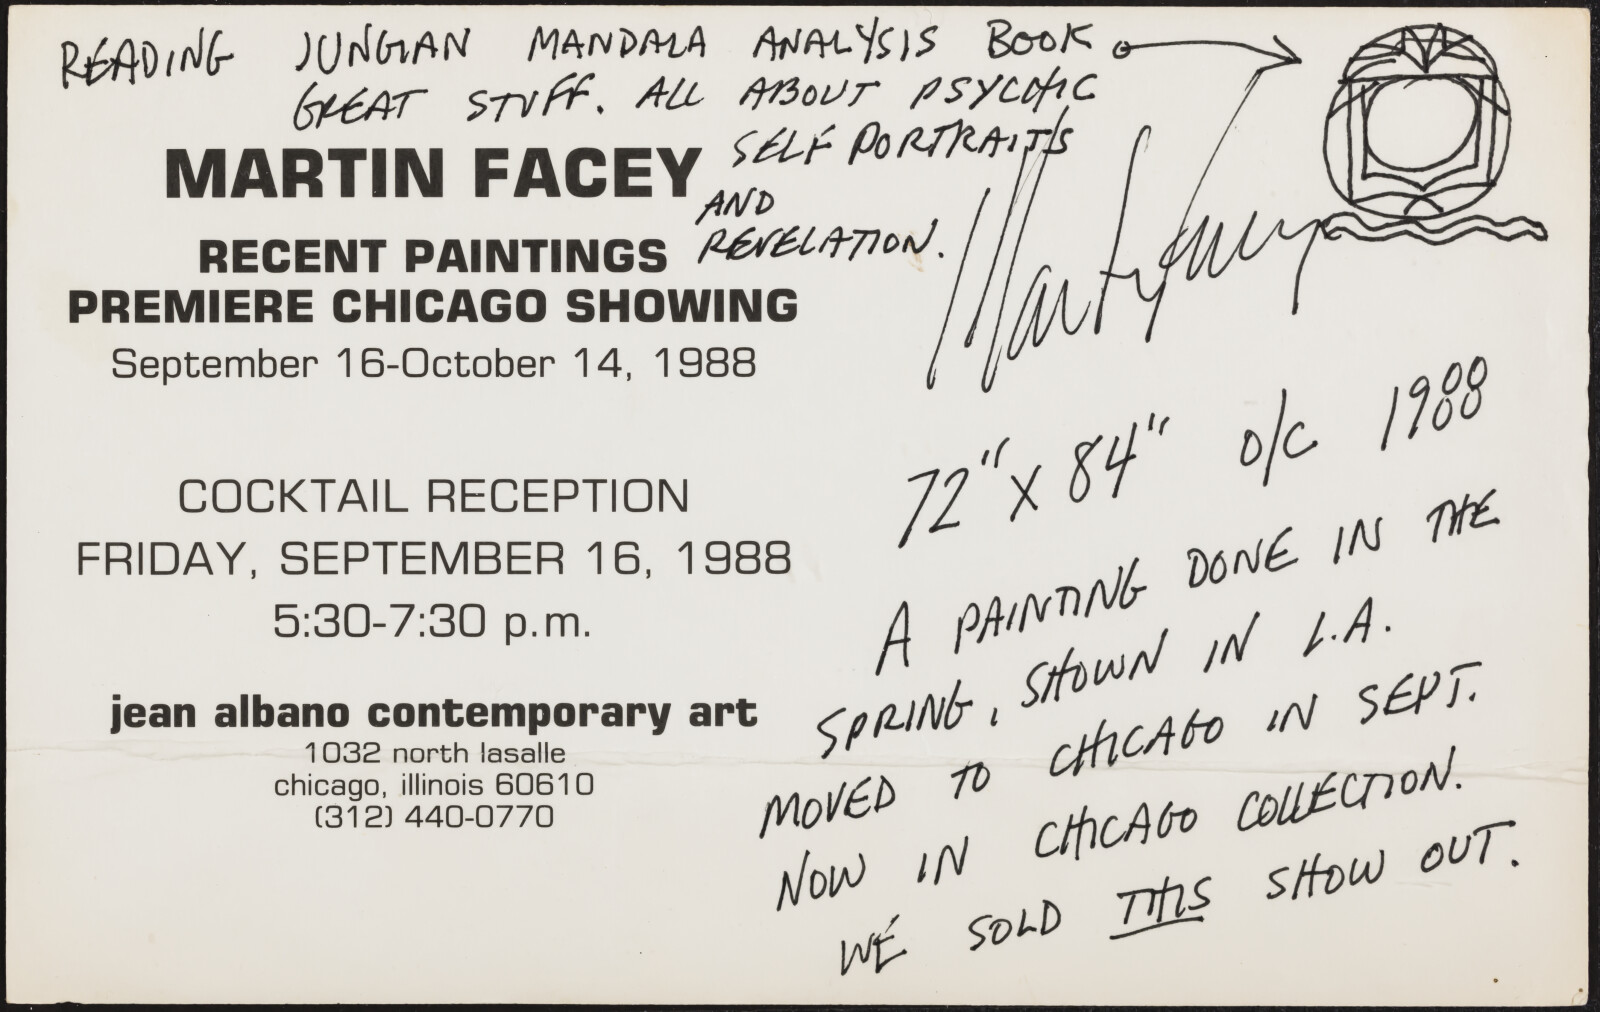 READING JUNGIAN MANDALA ANALYSIS BOOK
GREAT STUFF. ALL ABOUT PSYCHIC
SELF PORTRAITS
AND
REVELATION.
MARTIN FACEY
RECENT PAINTINGS
PREMIERE CHICAGO SHOWING
September 16-October 14, 1988
COCKTAIL RECEPTION
FRIDAY, SEPTEMBER 16, 1988
5:30-7:30 p.m.
jean albano contemporary art
1032 north lasalle
chicago, illinois 60610
(312) 440-0770
Martin Facey
72" x 84" o/c 1988
A PAINTING DONE IN THE
SPRING, SHOWN IN L.A.
MOVED TO CHICAGO IN SEPT.
NOW IN CHICAGO COLLECTION.
WE SOLD THIS SHOW OUT.